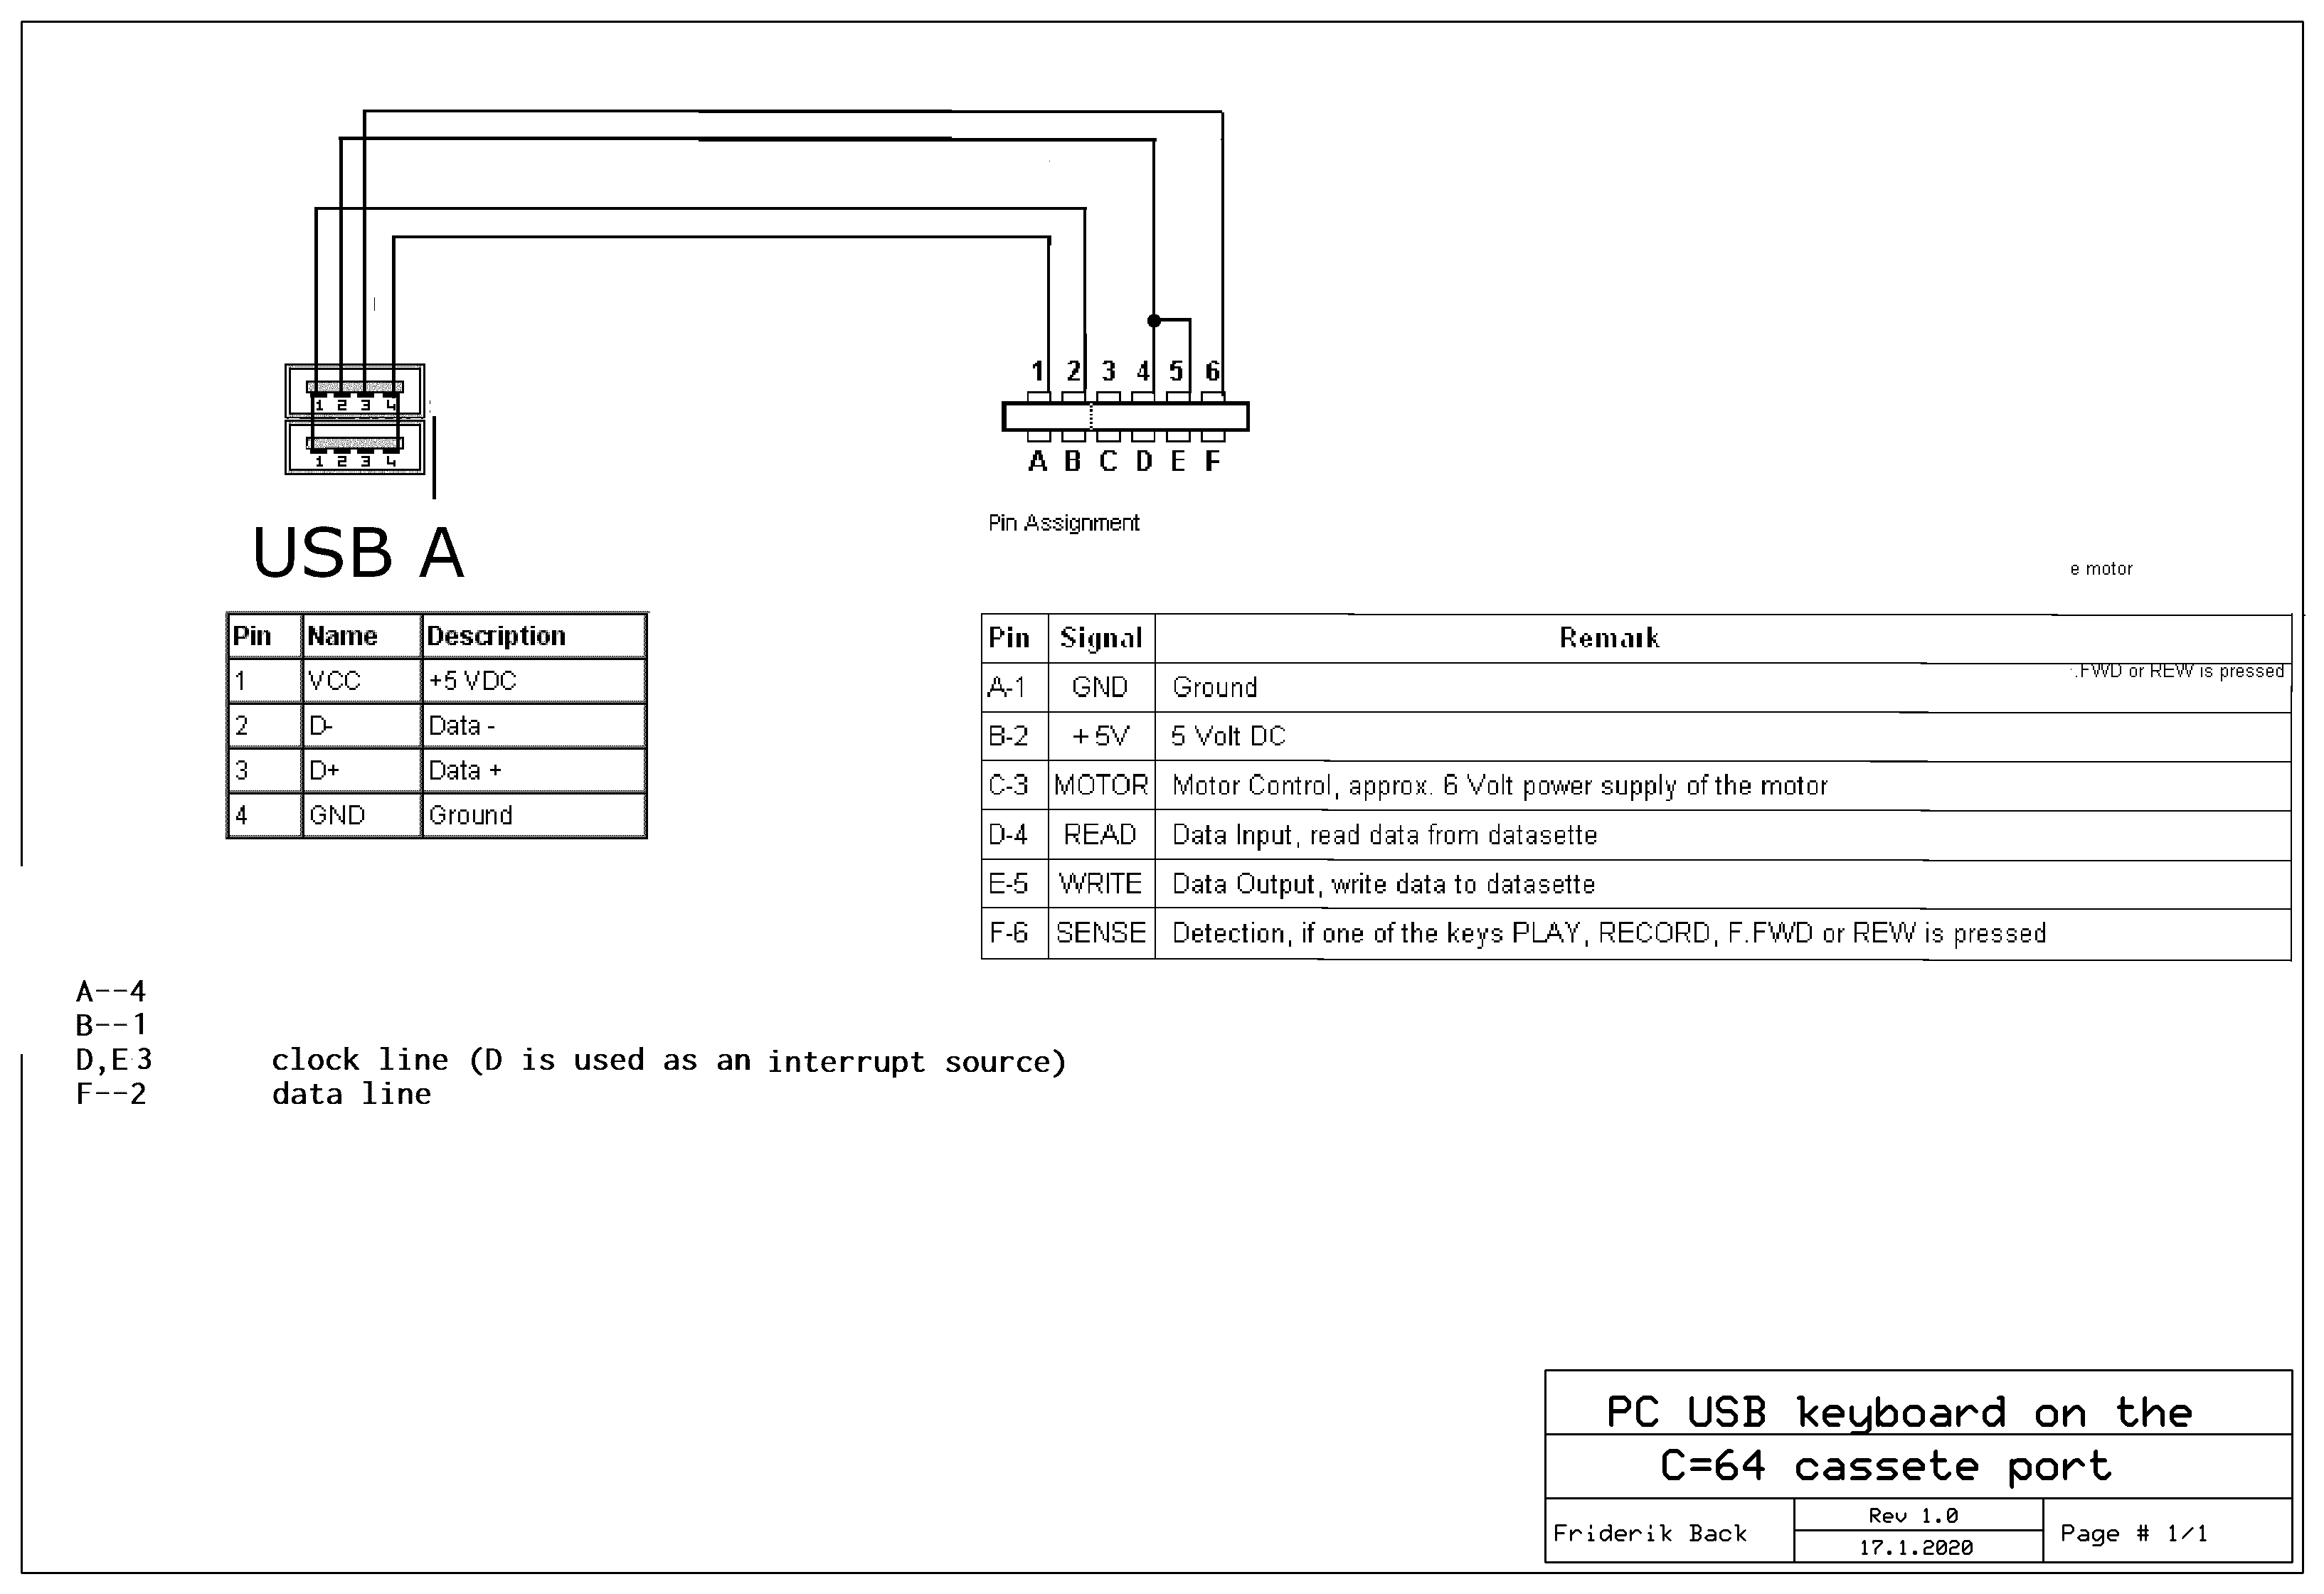 1 2 3 4 5 6
1 2 3 4
1 2 3 4
A B C D E F
Pin Assignment
USB A
e motor
Pin Name Description
1 VCC +5 VDC
2 D- Data -
3 D+ Data +
4 GND Ground
Pin Signal Remark
.FWD or REW is pressed
A-1 GND Ground
B-2 +5V 5 Volt DC
C-3 MOTOR Motor Control, approx. 6 Volt power supply of the motor
D-4 READ Data Input, read data from datasette
E-5 WRITE Data Output, write data to datasette
F-6 SENSE Detection, if one of the keys PLAY, RECORD, F.FWD or REW is pressed
A--4
B--1
D,E 3 clock line (D is used as an interrupt source)
F--2 data line
PC USB keyboard on the
C=64 cassete port
Friderik Back
Rev 1.0
17.1.2020
Page # 1/1